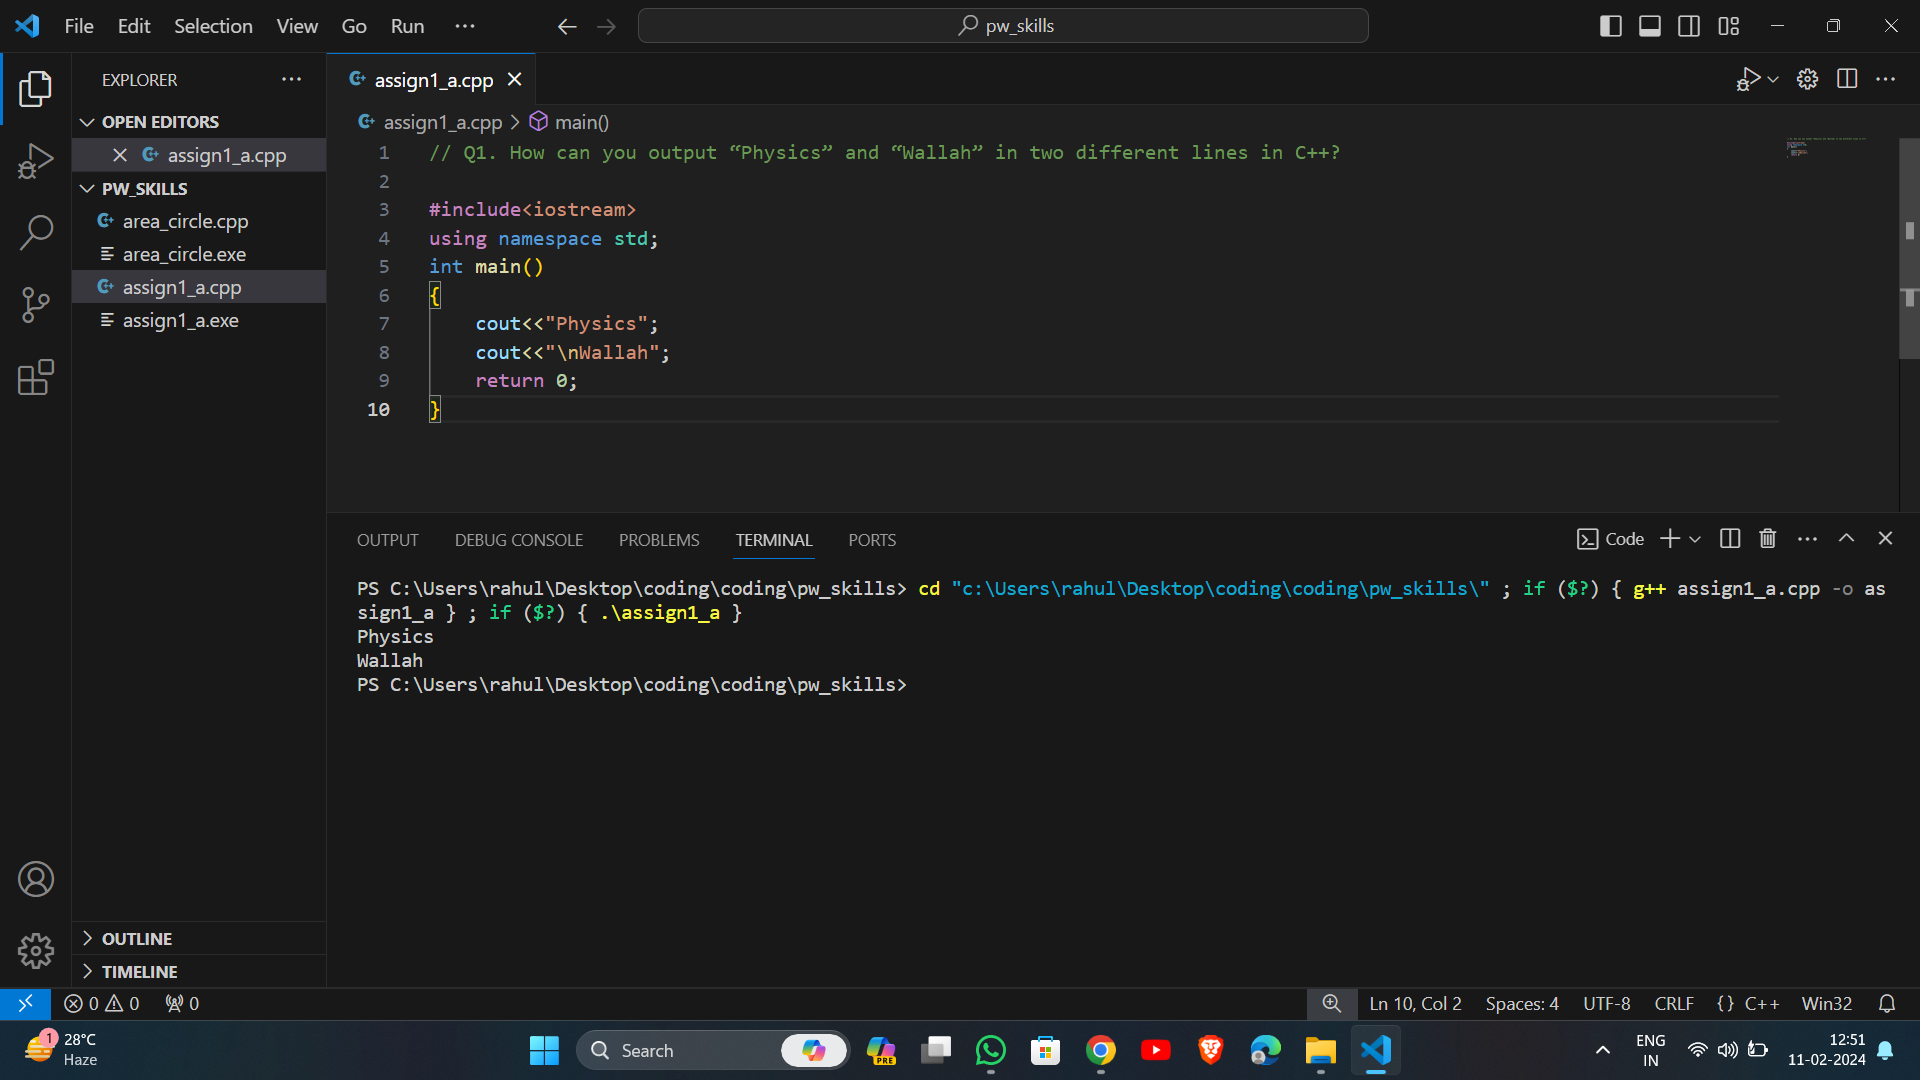 File Edit Selection View Go Run ··· pw_skills
EXPLORER
OPEN EDITORS
assign1_a.cpp
PW_SKILLS
area_circle.cpp
area_circle.exe
assign1_a.cpp
assign1_a.exe
OUTLINE
TIMELINE
assign1_a.cpp
assign1_a.cpp > main()
1 // Q1. How can you output “Physics” and “Wallah” in two different lines in C++?
2
3 #include<iostream>
4 using namespace std;
5 int main()
6 {
7 cout<<"Physics";
8 cout<<"\nWallah";
9 return 0;
10 }
OUTPUT DEBUG CONSOLE PROBLEMS TERMINAL PORTS Code
PS C:\Users\rahul\Desktop\coding\coding\pw_skills> cd "c:\Users\rahul\Desktop\coding\coding\pw_skills\" ; if ($?) { g++ assign1_a.cpp -o as
sign1_a } ; if ($?) { .\assign1_a }
Physics
Wallah
PS C:\Users\rahul\Desktop\coding\coding\pw_skills>
0 0 0 Ln 10, Col 2 Spaces: 4 UTF-8 CRLF {} C++ Win32
1 28°C
Haze
Search
PRE
ENG
IN
12:51
11-02-2024